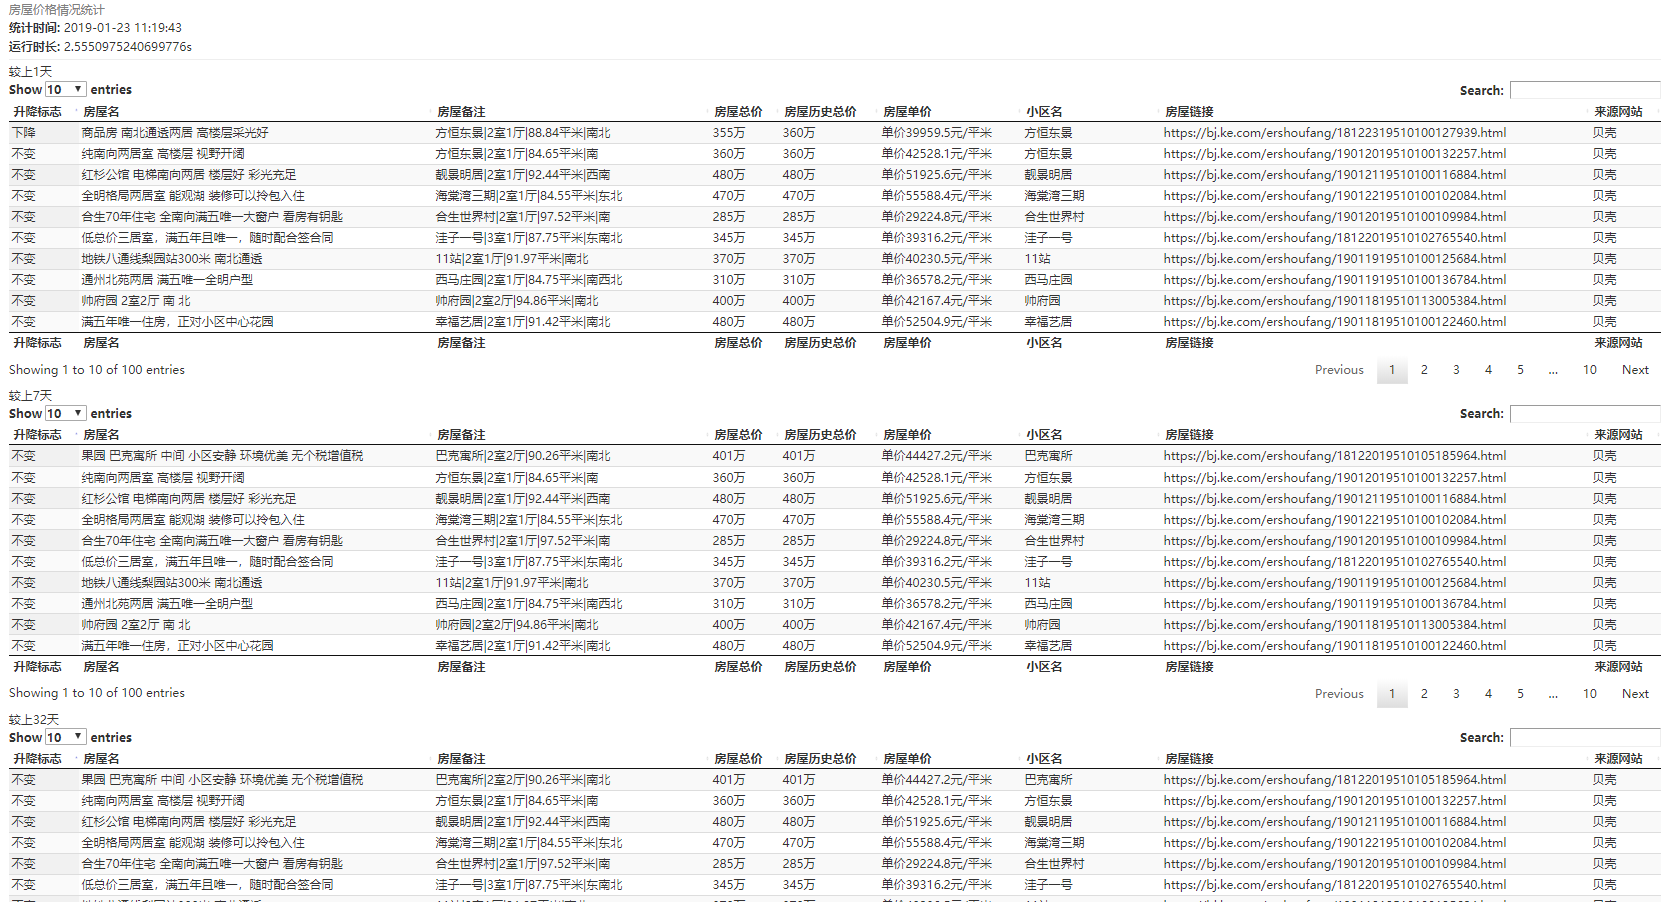 房屋价格情况统计
统计时间: 2019-01-23 11:19:43
运行时长: 2.5550975240699776s
较上1天
Show 10 entries Search:
升降标志 房屋名 房屋备注 房屋总价 房屋历史总价 房屋单价 小区名 房屋链接 来源网站
下降 商品房 南北通透两居 高楼层采光好 方恒东景|2室1厅|88.84平米|南北 355万 360万 单价39959.5元/平米 方恒东景 https://bj.ke.com/ershoufang/18122319510100127939.html 贝壳
不变 纯南向两居室 高楼层 视野开阔 方恒东景|2室1厅|84.65平米|南 360万 360万 单价42528.1元/平米 方恒东景 https://bj.ke.com/ershoufang/19012019510100132257.html 贝壳
不变 红杉公馆 电梯南向两居 楼层好 彩光充足 靓景明居|2室1厅|92.44平米|西南 480万 480万 单价51925.6元/平米 靓景明居 https://bj.ke.com/ershoufang/19012119510100116884.html 贝壳
不变 全明格局两居室 能观湖 装修可以拎包入住 海棠湾三期|2室1厅|84.55平米|东北 470万 470万 单价55588.4元/平米 海棠湾三期 https://bj.ke.com/ershoufang/19012219510100102084.html 贝壳
不变 合生70年住宅 全南向满五唯一大窗户 看房有钥匙 合生世界村|2室1厅|97.52平米|南 285万 285万 单价29224.8元/平米 合生世界村 https://bj.ke.com/ershoufang/19012019510100109984.html 贝壳
不变 低总价三居室，满五年且唯一，随时配合签合同 洼子一号|3室1厅|87.75平米|东南北 345万 345万 单价39316.2元/平米 洼子一号 https://bj.ke.com/ershoufang/18122019510102765540.html 贝壳
不变 地铁八通线梨园站300米 南北通透 11站|2室1厅|91.97平米|南北 370万 370万 单价40230.5元/平米 11站 https://bj.ke.com/ershoufang/19011919510100125684.html 贝壳
不变 通州北苑两居 满五唯一全明户型 西马庄园|2室1厅|84.75平米|南西北 310万 310万 单价36578.2元/平米 西马庄园 https://bj.ke.com/ershoufang/19011919510100136784.html 贝壳
不变 帅府园 2室2厅 南 北 帅府园|2室2厅|94.86平米|南北 400万 400万 单价42167.4元/平米 帅府园 https://bj.ke.com/ershoufang/19011819510113005384.html 贝壳
不变 满五年唯一住房，正对小区中心花园 幸福艺居|2室1厅|91.42平米|南北 480万 480万 单价52504.9元/平米 幸福艺居 https://bj.ke.com/ershoufang/19011819510100122460.html 贝壳
升降标志 房屋名 房屋备注 房屋总价 房屋历史总价 房屋单价 小区名 房屋链接 来源网站
Showing 1 to 10 of 100 entries Previous 1 2 3 4 5 … 10 Next
较上7天
Show 10 entries Search:
升降标志 房屋名 房屋备注 房屋总价 房屋历史总价 房屋单价 小区名 房屋链接 来源网站
不变 果园 巴克寓所 中间 小区安静 环境优美 无个税增值税 巴克寓所|2室2厅|90.26平米|南北 401万 401万 单价44427.2元/平米 巴克寓所 https://bj.ke.com/ershoufang/18122019510105185964.html 贝壳
不变 纯南向两居室 高楼层 视野开阔 方恒东景|2室1厅|84.65平米|南 360万 360万 单价42528.1元/平米 方恒东景 https://bj.ke.com/ershoufang/19012019510100132257.html 贝壳
不变 红杉公馆 电梯南向两居 楼层好 彩光充足 靓景明居|2室1厅|92.44平米|西南 480万 480万 单价51925.6元/平米 靓景明居 https://bj.ke.com/ershoufang/19012119510100116884.html 贝壳
不变 全明格局两居室 能观湖 装修可以拎包入住 海棠湾三期|2室1厅|84.55平米|东北 470万 470万 单价55588.4元/平米 海棠湾三期 https://bj.ke.com/ershoufang/19012219510100102084.html 贝壳
不变 合生70年住宅 全南向满五唯一大窗户 看房有钥匙 合生世界村|2室1厅|97.52平米|南 285万 285万 单价29224.8元/平米 合生世界村 https://bj.ke.com/ershoufang/19012019510100109984.html 贝壳
不变 低总价三居室，满五年且唯一，随时配合签合同 洼子一号|3室1厅|87.75平米|东南北 345万 345万 单价39316.2元/平米 洼子一号 https://bj.ke.com/ershoufang/18122019510102765540.html 贝壳
不变 地铁八通线梨园站300米 南北通透 11站|2室1厅|91.97平米|南北 370万 370万 单价40230.5元/平米 11站 https://bj.ke.com/ershoufang/19011919510100125684.html 贝壳
不变 通州北苑两居 满五唯一全明户型 西马庄园|2室1厅|84.75平米|南西北 310万 310万 单价36578.2元/平米 西马庄园 https://bj.ke.com/ershoufang/19011919510100136784.html 贝壳
不变 帅府园 2室2厅 南 北 帅府园|2室2厅|94.86平米|南北 400万 400万 单价42167.4元/平米 帅府园 https://bj.ke.com/ershoufang/19011819510113005384.html 贝壳
不变 满五年唯一住房，正对小区中心花园 幸福艺居|2室1厅|91.42平米|南北 480万 480万 单价52504.9元/平米 幸福艺居 https://bj.ke.com/ershoufang/19011819510100122460.html 贝壳
升降标志 房屋名 房屋备注 房屋总价 房屋历史总价 房屋单价 小区名 房屋链接 来源网站
Showing 1 to 10 of 100 entries Previous 1 2 3 4 5 … 10 Next
较上32天
Show 10 entries Search:
升降标志 房屋名 房屋备注 房屋总价 房屋历史总价 房屋单价 小区名 房屋链接 来源网站
不变 果园 巴克寓所 中间 小区安静 环境优美 无个税增值税 巴克寓所|2室2厅|90.26平米|南北 401万 401万 单价44427.2元/平米 巴克寓所 https://bj.ke.com/ershoufang/18122019510105185964.html 贝壳
不变 纯南向两居室 高楼层 视野开阔 方恒东景|2室1厅|84.65平米|南 360万 360万 单价42528.1元/平米 方恒东景 https://bj.ke.com/ershoufang/19012019510100132257.html 贝壳
不变 红杉公馆 电梯南向两居 楼层好 彩光充足 靓景明居|2室1厅|92.44平米|西南 480万 480万 单价51925.6元/平米 靓景明居 https://bj.ke.com/ershoufang/19012119510100116884.html 贝壳
不变 全明格局两居室 能观湖 装修可以拎包入住 海棠湾三期|2室1厅|84.55平米|东北 470万 470万 单价55588.4元/平米 海棠湾三期 https://bj.ke.com/ershoufang/19012219510100102084.html 贝壳
不变 合生70年住宅 全南向满五唯一大窗户 看房有钥匙 合生世界村|2室1厅|97.52平米|南 285万 285万 单价29224.8元/平米 合生世界村 https://bj.ke.com/ershoufang/19012019510100109984.html 贝壳
不变 低总价三居室，满五年且唯一，随时配合签合同 洼子一号|3室1厅|87.75平米|东南北 345万 345万 单价39316.2元/平米 洼子一号 https://bj.ke.com/ershoufang/18122019510102765540.html 贝壳